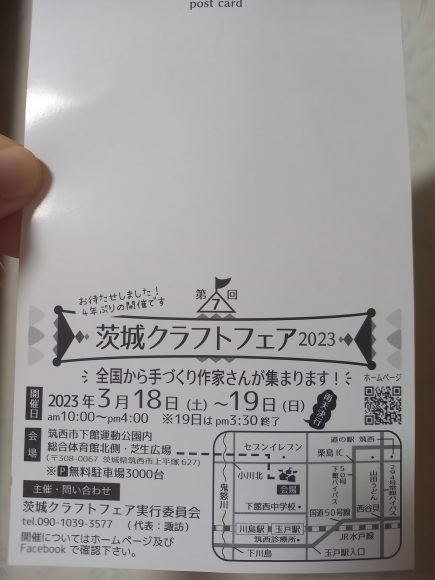 post card
お待たせしました!
4年ぶりの開催です
第7回
茨城クラフトフェア2023
全国から手づくり作家さんが集まります!
ホームページ
開催日
2023年3月18日(土)~19日(日)
雨天決行
am10:00~pm4:00 ※19日はpm3:30終了
会場
筑西市下館運動公園内
総合体育館北側・芝生広場
(〒308-0067 茨城県筑西市上平塚627)
※P無料駐車場3000台
主催・問い合わせ
茨城クラフトフェア実行委員会
tel.090-1039-3577 (代表:諏訪)
開催についてはホームページ及び
Facebookで確認下さい。
道の駅 筑西
セブンイレブン
栗島IC
小川北
会場
50号下館バイパス
山田うどん
294号常総バイパス
鬼怒川
下館西中学校
西谷貝
国道50号線
川島駅
玉戸駅
JR水戸線
筑西診療所
下川島
玉戸駅入口